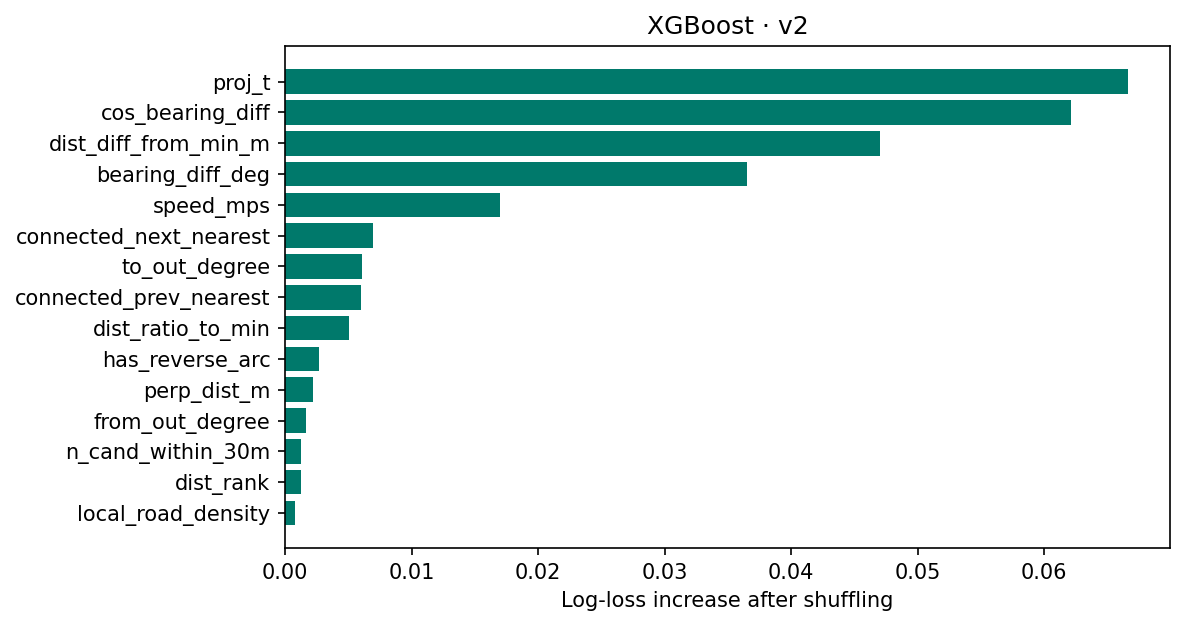 XGBoost · v2
proj_t
cos_bearing_diff
dist_diff_from_min_m
bearing_diff_deg
speed_mps
connected_next_nearest
to_out_degree
connected_prev_nearest
dist_ratio_to_min
has_reverse_arc
perp_dist_m
from_out_degree
n_cand_within_30m
dist_rank
local_road_density
0.00 0.01 0.02 0.03 0.04 0.05 0.06
Log-loss increase after shuffling